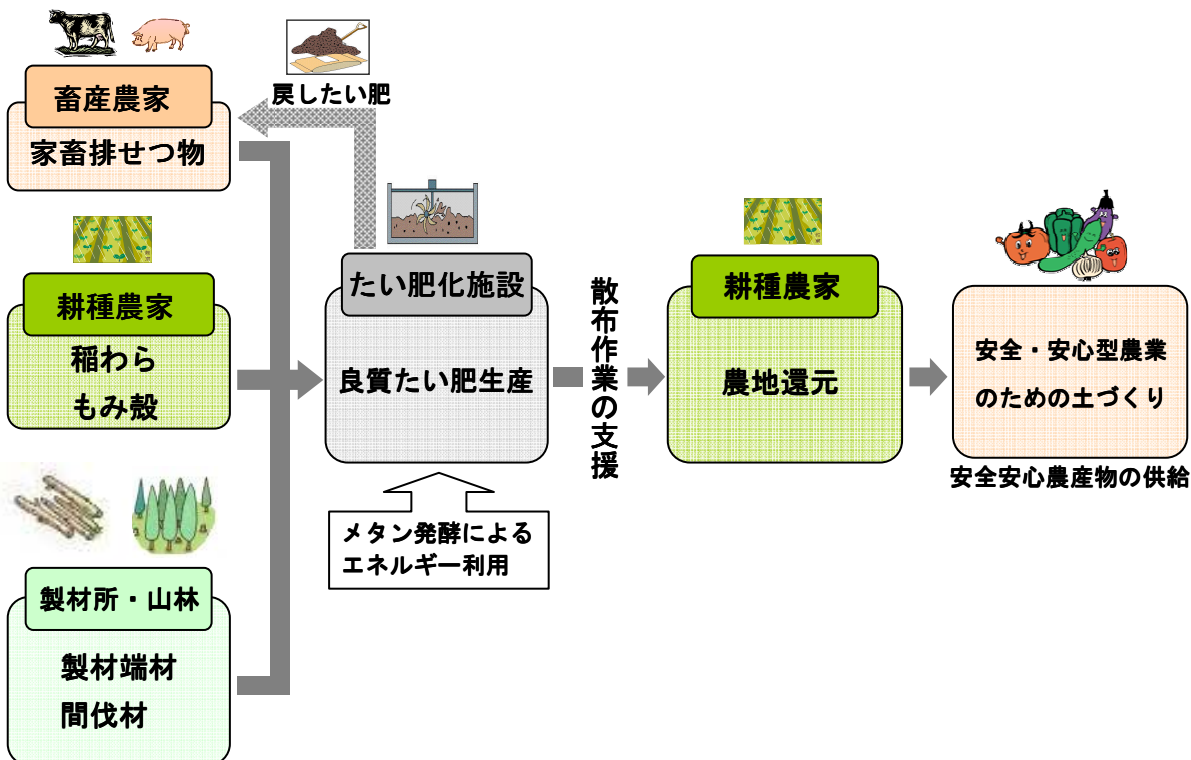 戻したい肥
畜産農家
家畜排せつ物
耕種農家
稲わら
もみ殻
製材所・山林
製材端材
間伐材
たい肥化施設
良質たい肥生産
メタン発酵による
エネルギー利用
散布作業の支援
耕種農家
農地還元
安全・安心型農業
のための土づくり
安全安心農産物の供給